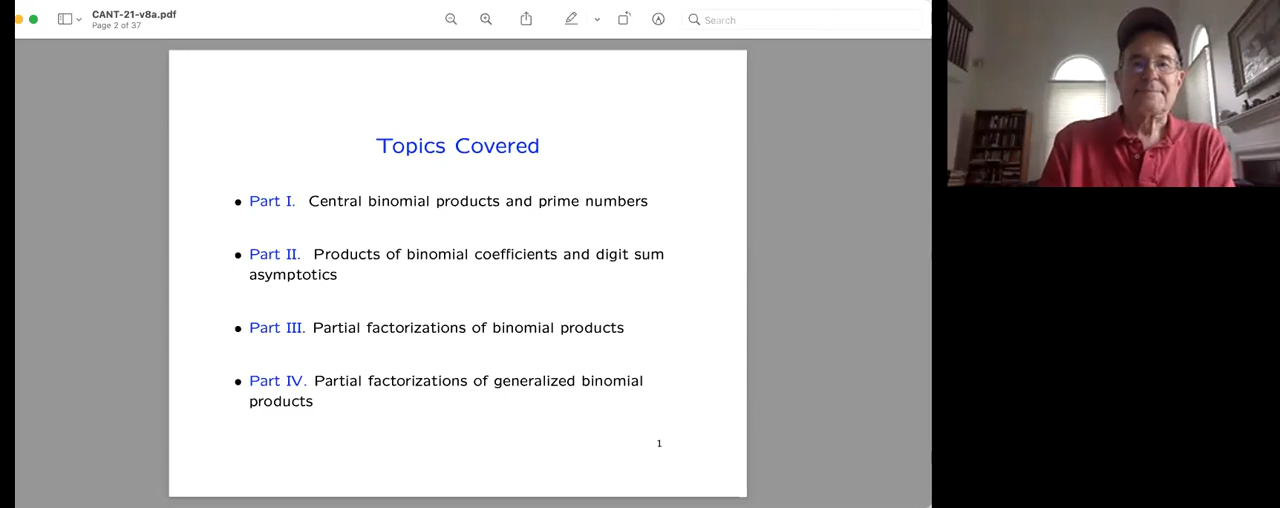 CANT-21-v8a.pdf
Page 2 of 37
Search
Topics Covered
• Part I. Central binomial products and prime numbers
• Part II. Products of binomial coefficients and digit sum
asymptotics
• Part III. Partial factorizations of binomial products
• Part IV. Partial factorizations of generalized binomial
products
1